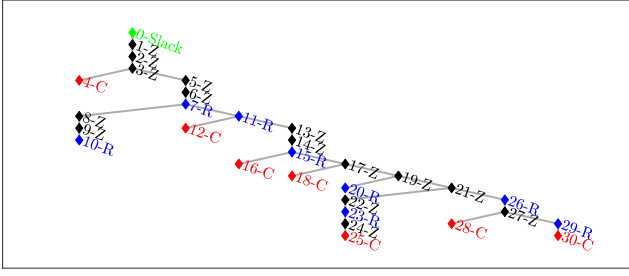 0-Slack
1-Z
2-Z
3-Z
4-C
5-Z
6-Z
7-R
8-Z
9-Z
10-R
11-R
12-C
13-Z
14-Z
15-R
16-C
17-Z
18-C
19-Z
20-R
21-Z
22-Z
23-R
24-Z
25-C
26-R
27-Z
28-C
29-R
30-C